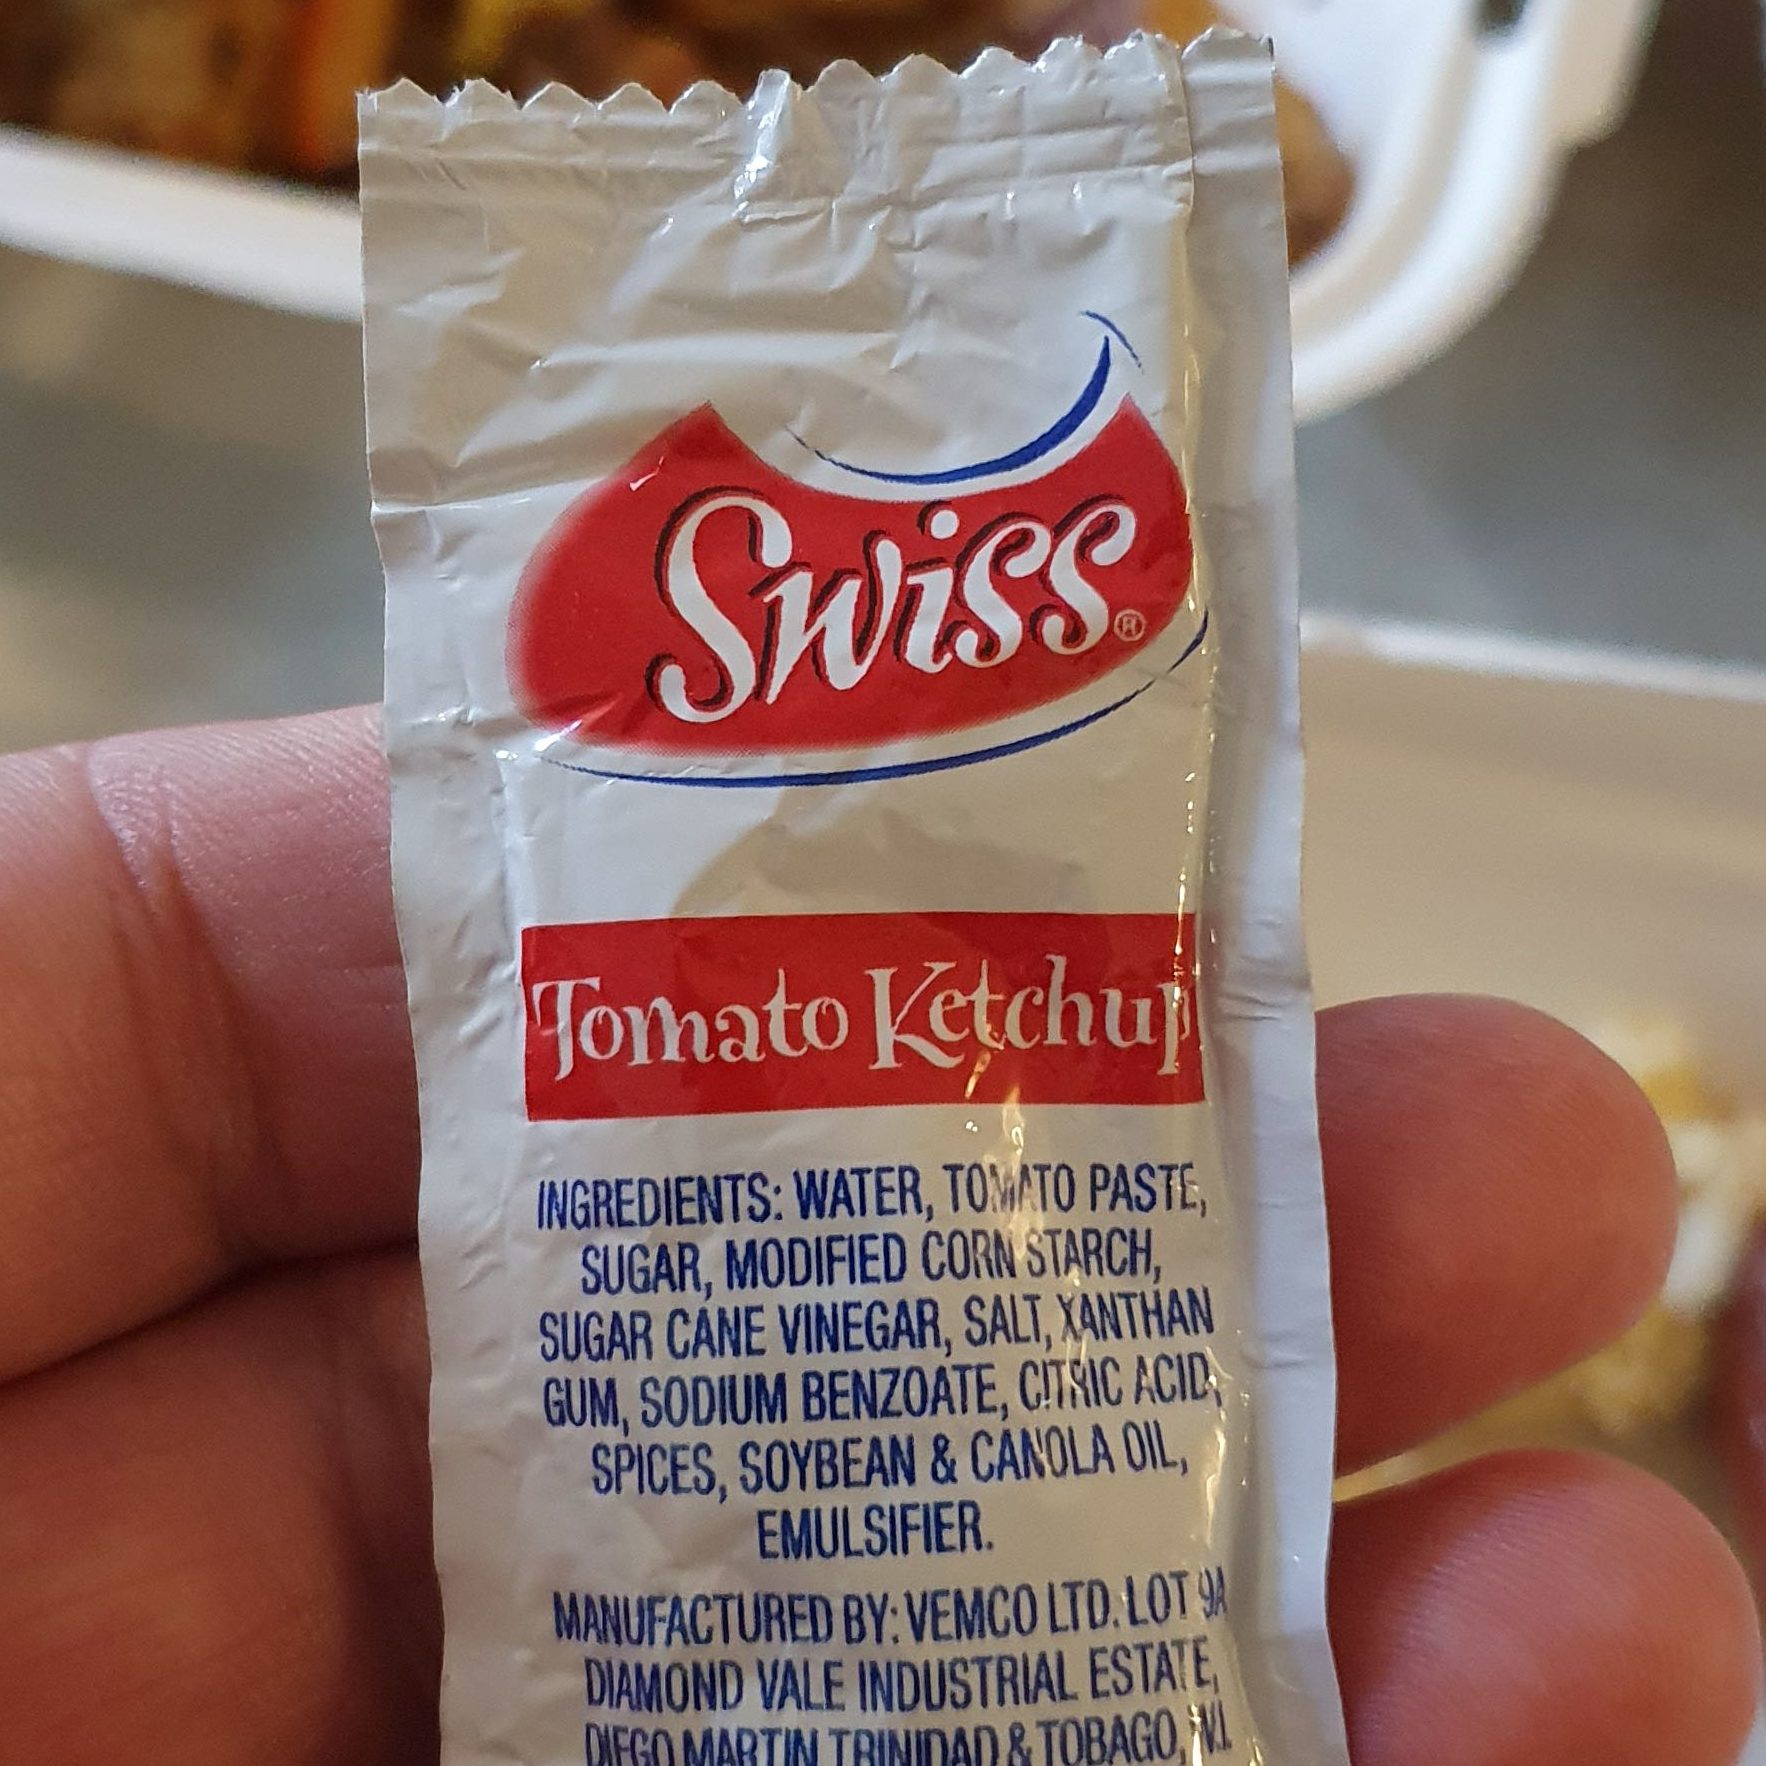 Swiss®
Tomato Ketchup
INGREDIENTS: WATER, TOMATO PASTE,
SUGAR, MODIFIED CORN STARCH,
SUGAR CANE VINEGAR, SALT, XANTHAN
GUM, SODIUM BENZOATE, CITRIC ACID,
SPICES, SOYBEAN & CANOLA OIL,
EMULSIFIER.
MANUFACTURED BY: VEMCO LTD. LOT 9A
DIAMOND VALE INDUSTRIAL ESTATE,
DIEGO MARTIN TRINIDAD & TOBAGO, W.I.